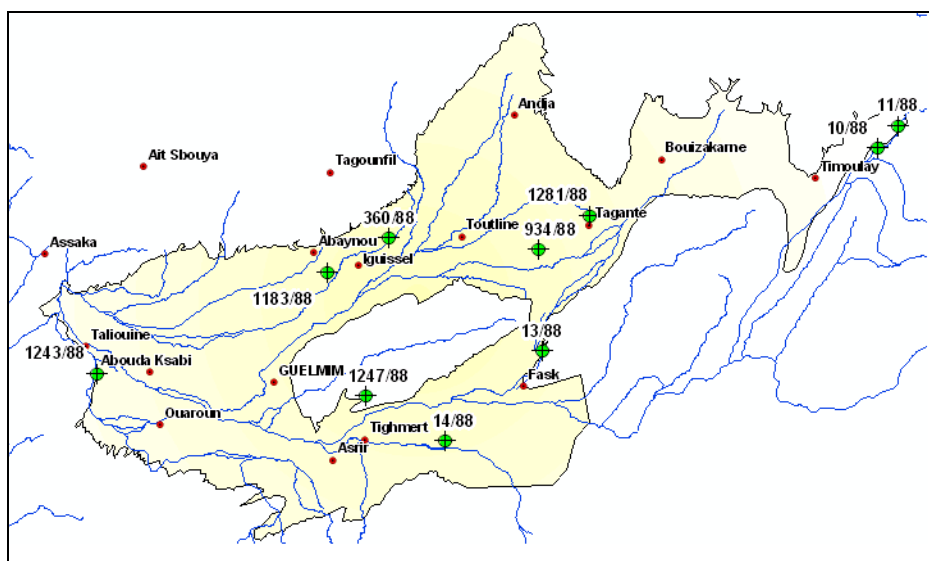 11/88
Andja
10/88
Ait Sbouya
Tagounfil
Bouizakarne
Timoulay
1281/88
360/88
Tagante
Toutline
934/88
Assaka
Abaynou
Iguissel
1183/88
13/88
Taliouine
1243/88
Abouda Ksabi
GUELMIM
1247/88
Fask
Ouaroun
Tighmert
14/88
Asrir